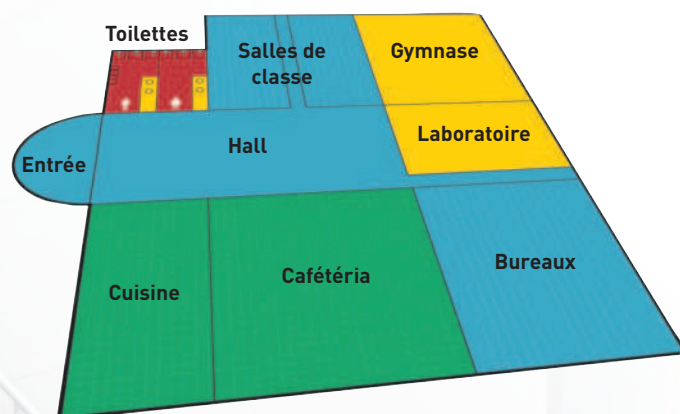 Toilettes
Salles de
classe
Gymnase
Entrée
Hall
Laboratoire
Cuisine
Cafétéria
Bureaux